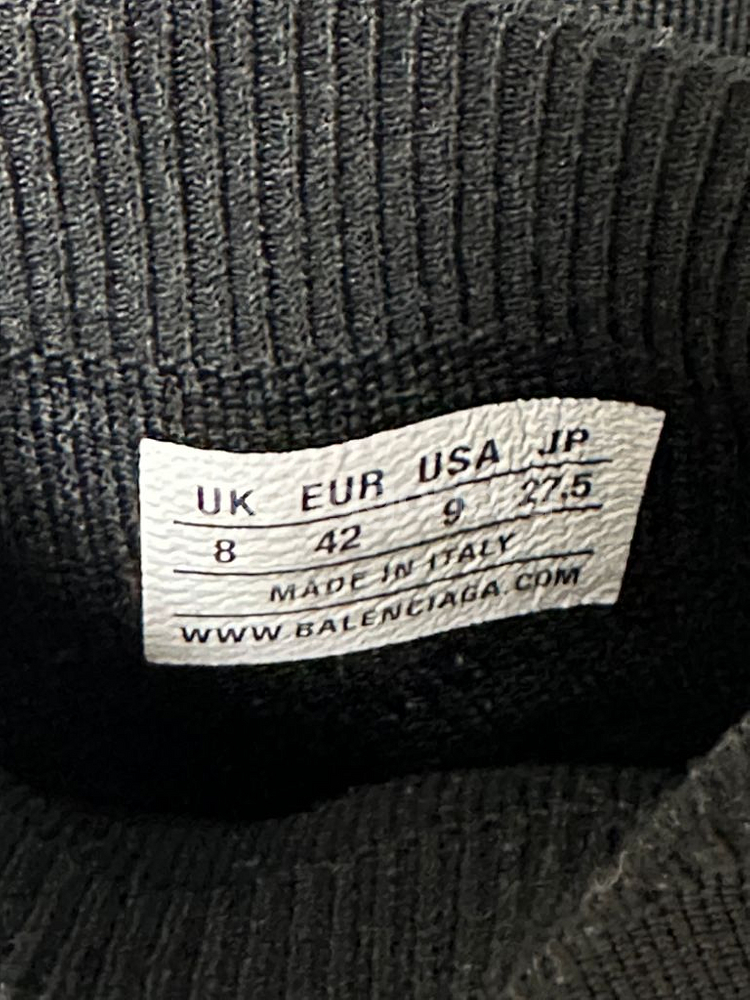 UK EUR USA JP
8 42 9 27.5
MADE IN ITALY
WWW.BALENCIAGA.COM